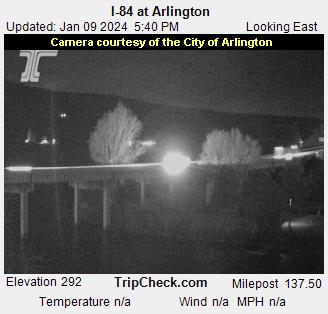 I-84 at Arlington
Updated: Jan 09 2024 5:40 PM Looking East
Camera courtesy of the City of Arlington
Elevation 292 TripCheck.com Milepost 137.50
Temperature n/a Wind n/a MPH n/a